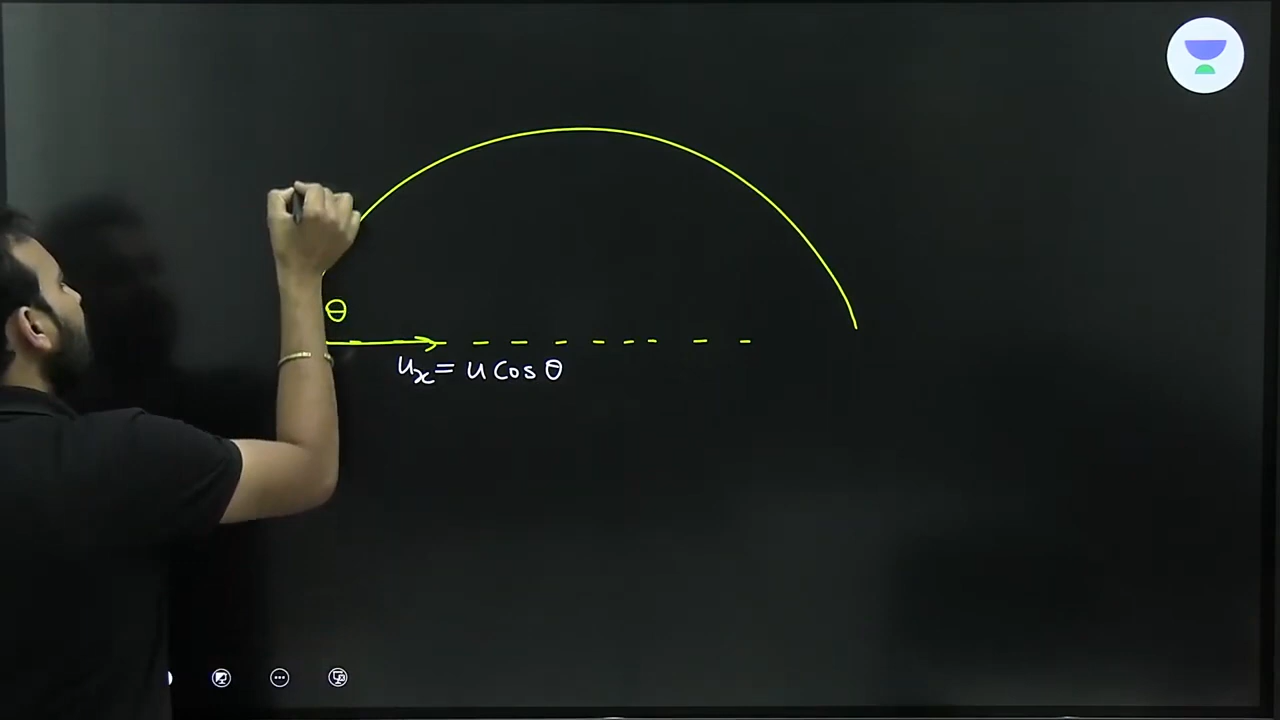 θ
uₓ = u cos θ